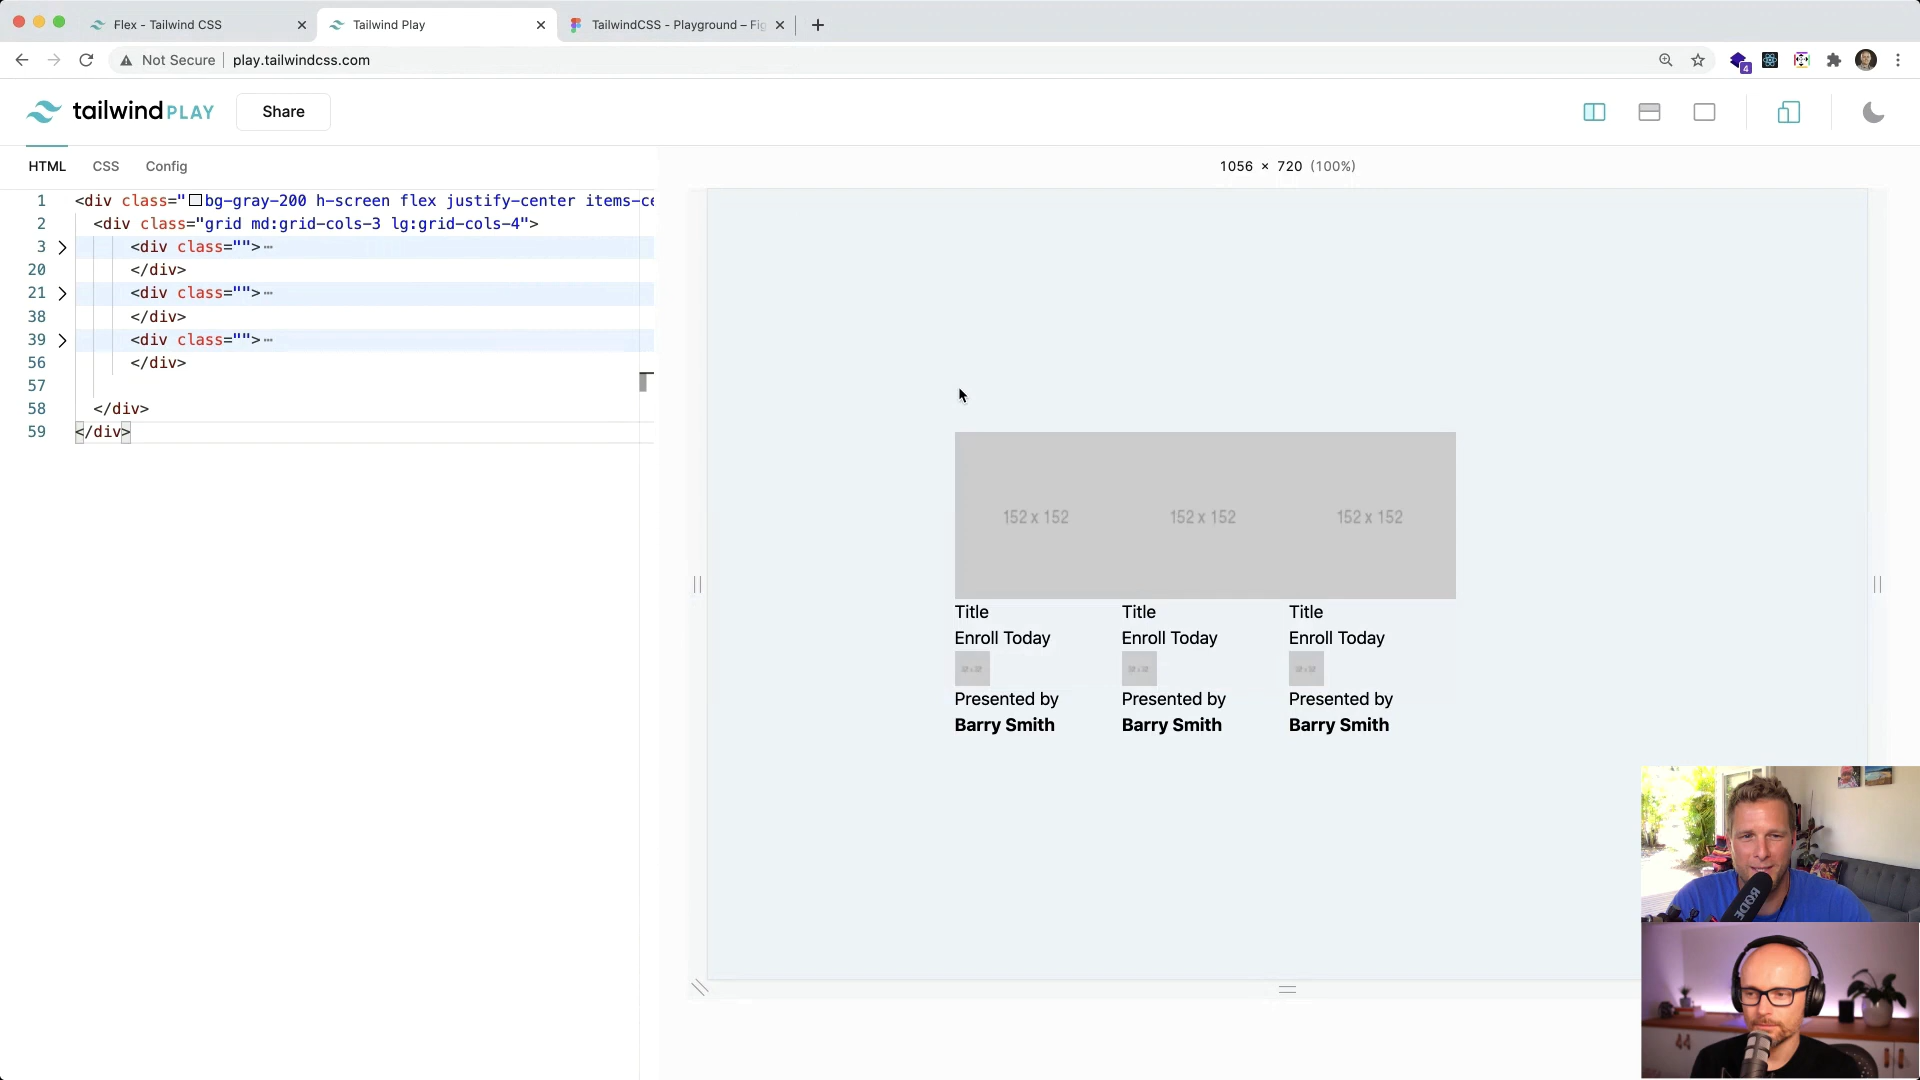 Flex - Tailwind CSS
Tailwind Play
TailwindCSS - Playground – Fig
Not Secure
play.tailwindcss.com
4
tailwind PLAY
Share
HTML
CSS
Config
1056 × 720 (100%)
1 <div class="bg-gray-200 h-screen flex justify-center items-ce
2 <div class="grid md:grid-cols-3 lg:grid-cols-4">
3 <div class="">⋯
20 </div>
21 <div class="">⋯
38 </div>
39 <div class="">⋯
56 </div>
57
58 </div>
59 </div>
152 x 152
152 x 152
152 x 152
Title
Title
Title
Enroll Today
Enroll Today
Enroll Today
Presented by
Presented by
Presented by
Barry Smith
Barry Smith
Barry Smith
RØDE